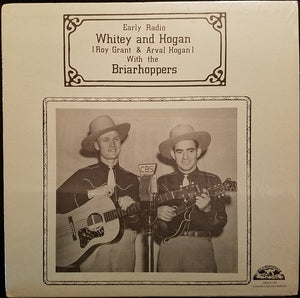 Early Radio
Whitey and Hogan
(Roy Grant & Arval Hogan)
With the
Briarhoppers
CBS